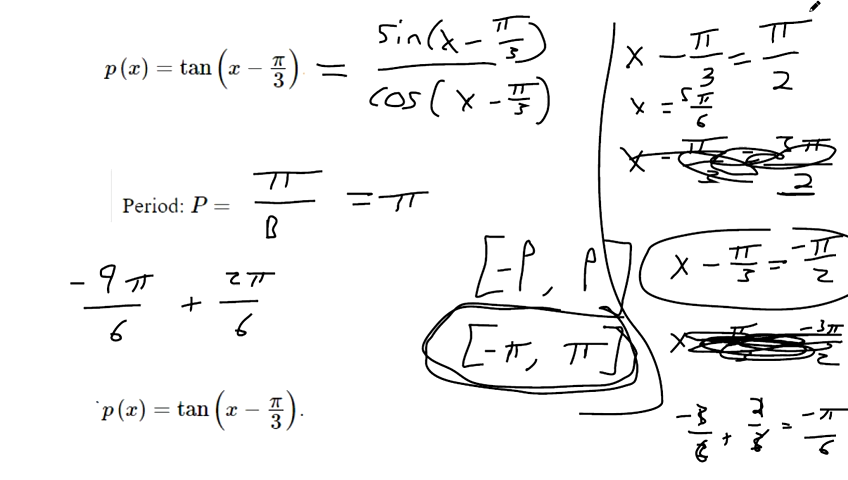 p(x) = tan(x − π/3) = sin(x − π/3) / cos(x − π/3)
Period: P = π/B = π
−9π/6 + 2π/6
[−P, P]
[−π, π]
p(x) = tan(x − π/3).
x − π/3 = π/2
x = 5π/6
x − π/3 = −π/2
−3/6 + 2/6 = −π/6